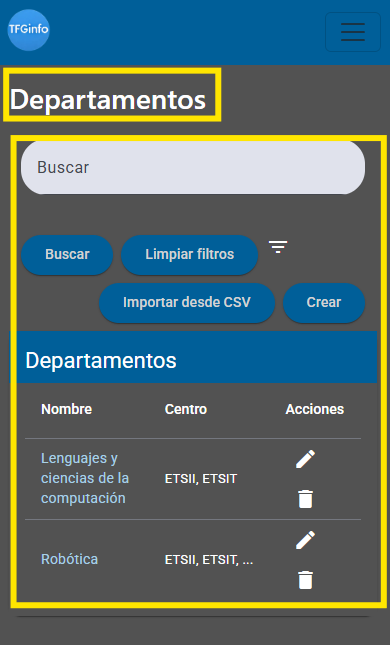 TFGinfo
Departamentos
Buscar
Buscar
Limpiar filtros
Importar desde CSV
Crear
Departamentos
Nombre Centro Acciones
Lenguajes y
ciencias de la
computación
ETSII, ETSIT
Robótica ETSII, ETSIT, ...